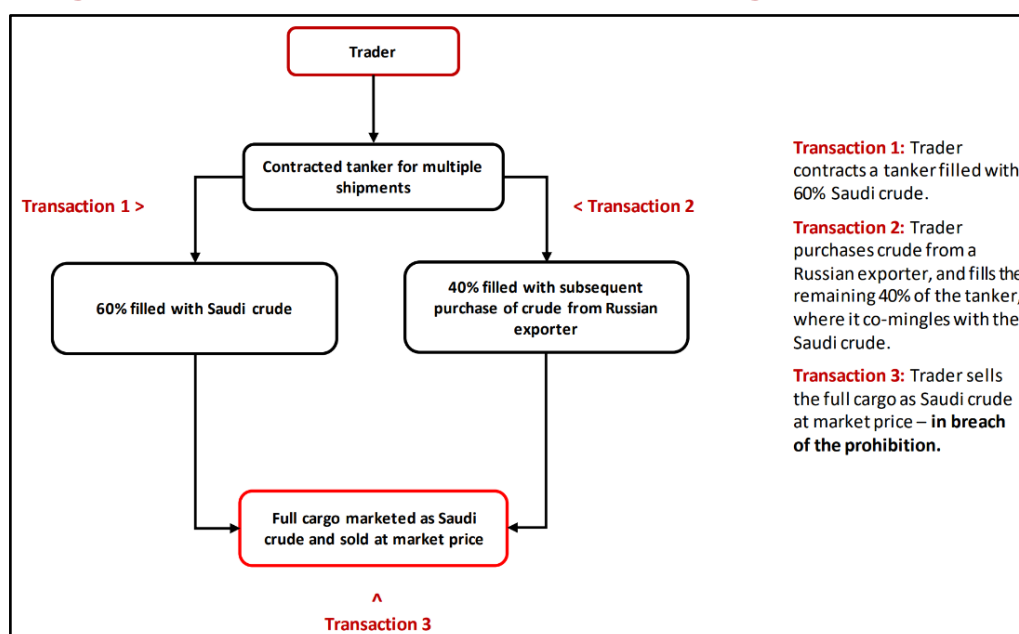 Trader
Contracted tanker for multiple
shipments
Transaction 1 >
< Transaction 2
60% filled with Saudi crude
40% filled with subsequent
purchase of crude from Russian
exporter
Full cargo marketed as Saudi
crude and sold at market price
^
Transaction 3
Transaction 1: Trader
contracts a tanker filled with
60% Saudi crude.
Transaction 2: Trader
purchases crude from a
Russian exporter, and fills the
remaining 40% of the tanker,
where it co-mingles with the
Saudi crude.
Transaction 3: Trader sells
the full cargo as Saudi crude
at market price – in breach
of the prohibition.